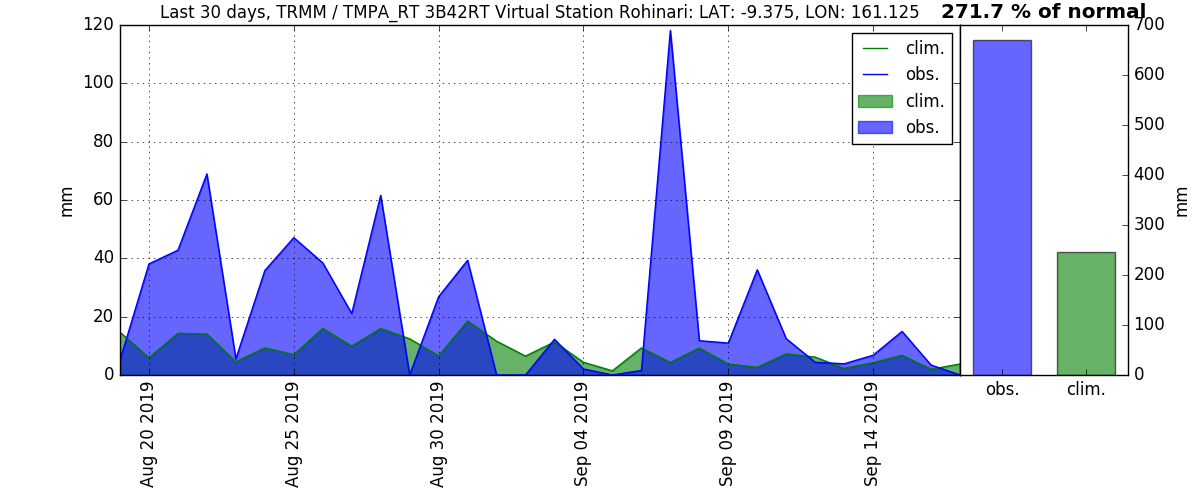 Last 30 days, TRMM / TMPA_RT 3B42RT Virtual Station Rohinari: LAT: -9.375, LON: 161.125
271.7 % of normal
120
100
80
60
40
20
0
mm
clim.
obs.
clim.
obs.
Aug 20 2019
Aug 25 2019
Aug 30 2019
Sep 04 2019
Sep 09 2019
Sep 14 2019
700
600
500
400
300
200
100
0
mm
obs.
clim.